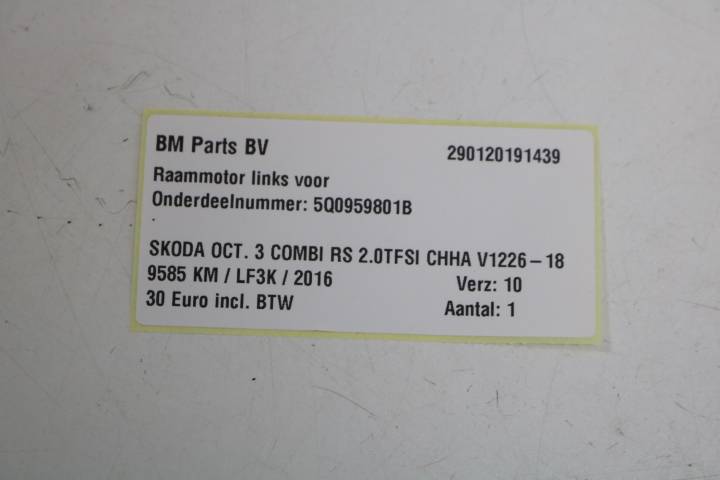 BM Parts BV 290120191439
Raammotor links voor
Onderdeelnummer: 5Q0959801B
.
SKODA OCT. 3 COMBI RS 2.0TFSI CHHA V1226-18
9585 KM / LF3K / 2016 Verz: 10
30 Euro incl. BTW Aantal: 1